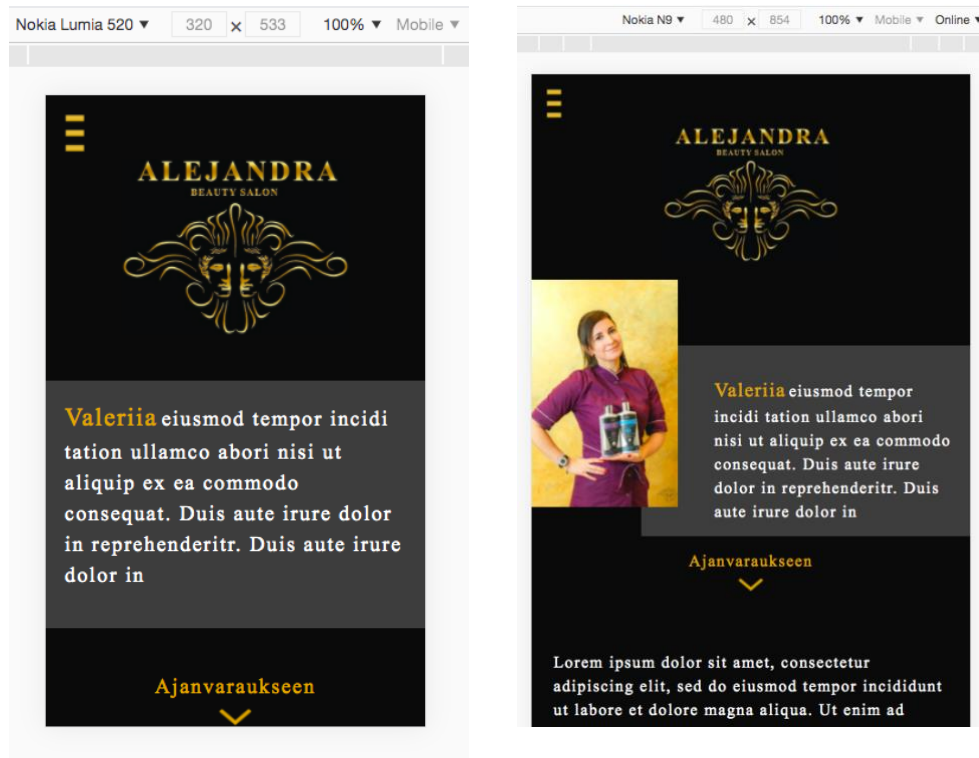 Nokia Lumia 520 ▼ 320 × 533 100% ▼ Mobile ▼
ALEJANDRA
BEAUTY SALON
Valeriia eiusmod tempor incidi
tation ullamco abori nisi ut
aliquip ex ea commodo
consequat. Duis aute irure dolor
in reprehenderitr. Duis aute irure
dolor in
Ajanvaraukseen
Nokia N9 ▼ 480 × 854 100% ▼ Mobile ▼ Online ▼
ALEJANDRA
BEAUTY SALON
Valeriia eiusmod tempor
incidi tation ullamco abori
nisi ut aliquip ex ea commodo
consequat. Duis aute irure
dolor in reprehenderitr. Duis
aute irure dolor in
Ajanvaraukseen
Lorem ipsum dolor sit amet, consectetur
adipiscing elit, sed do eiusmod tempor incididunt
ut labore et dolore magna aliqua. Ut enim ad